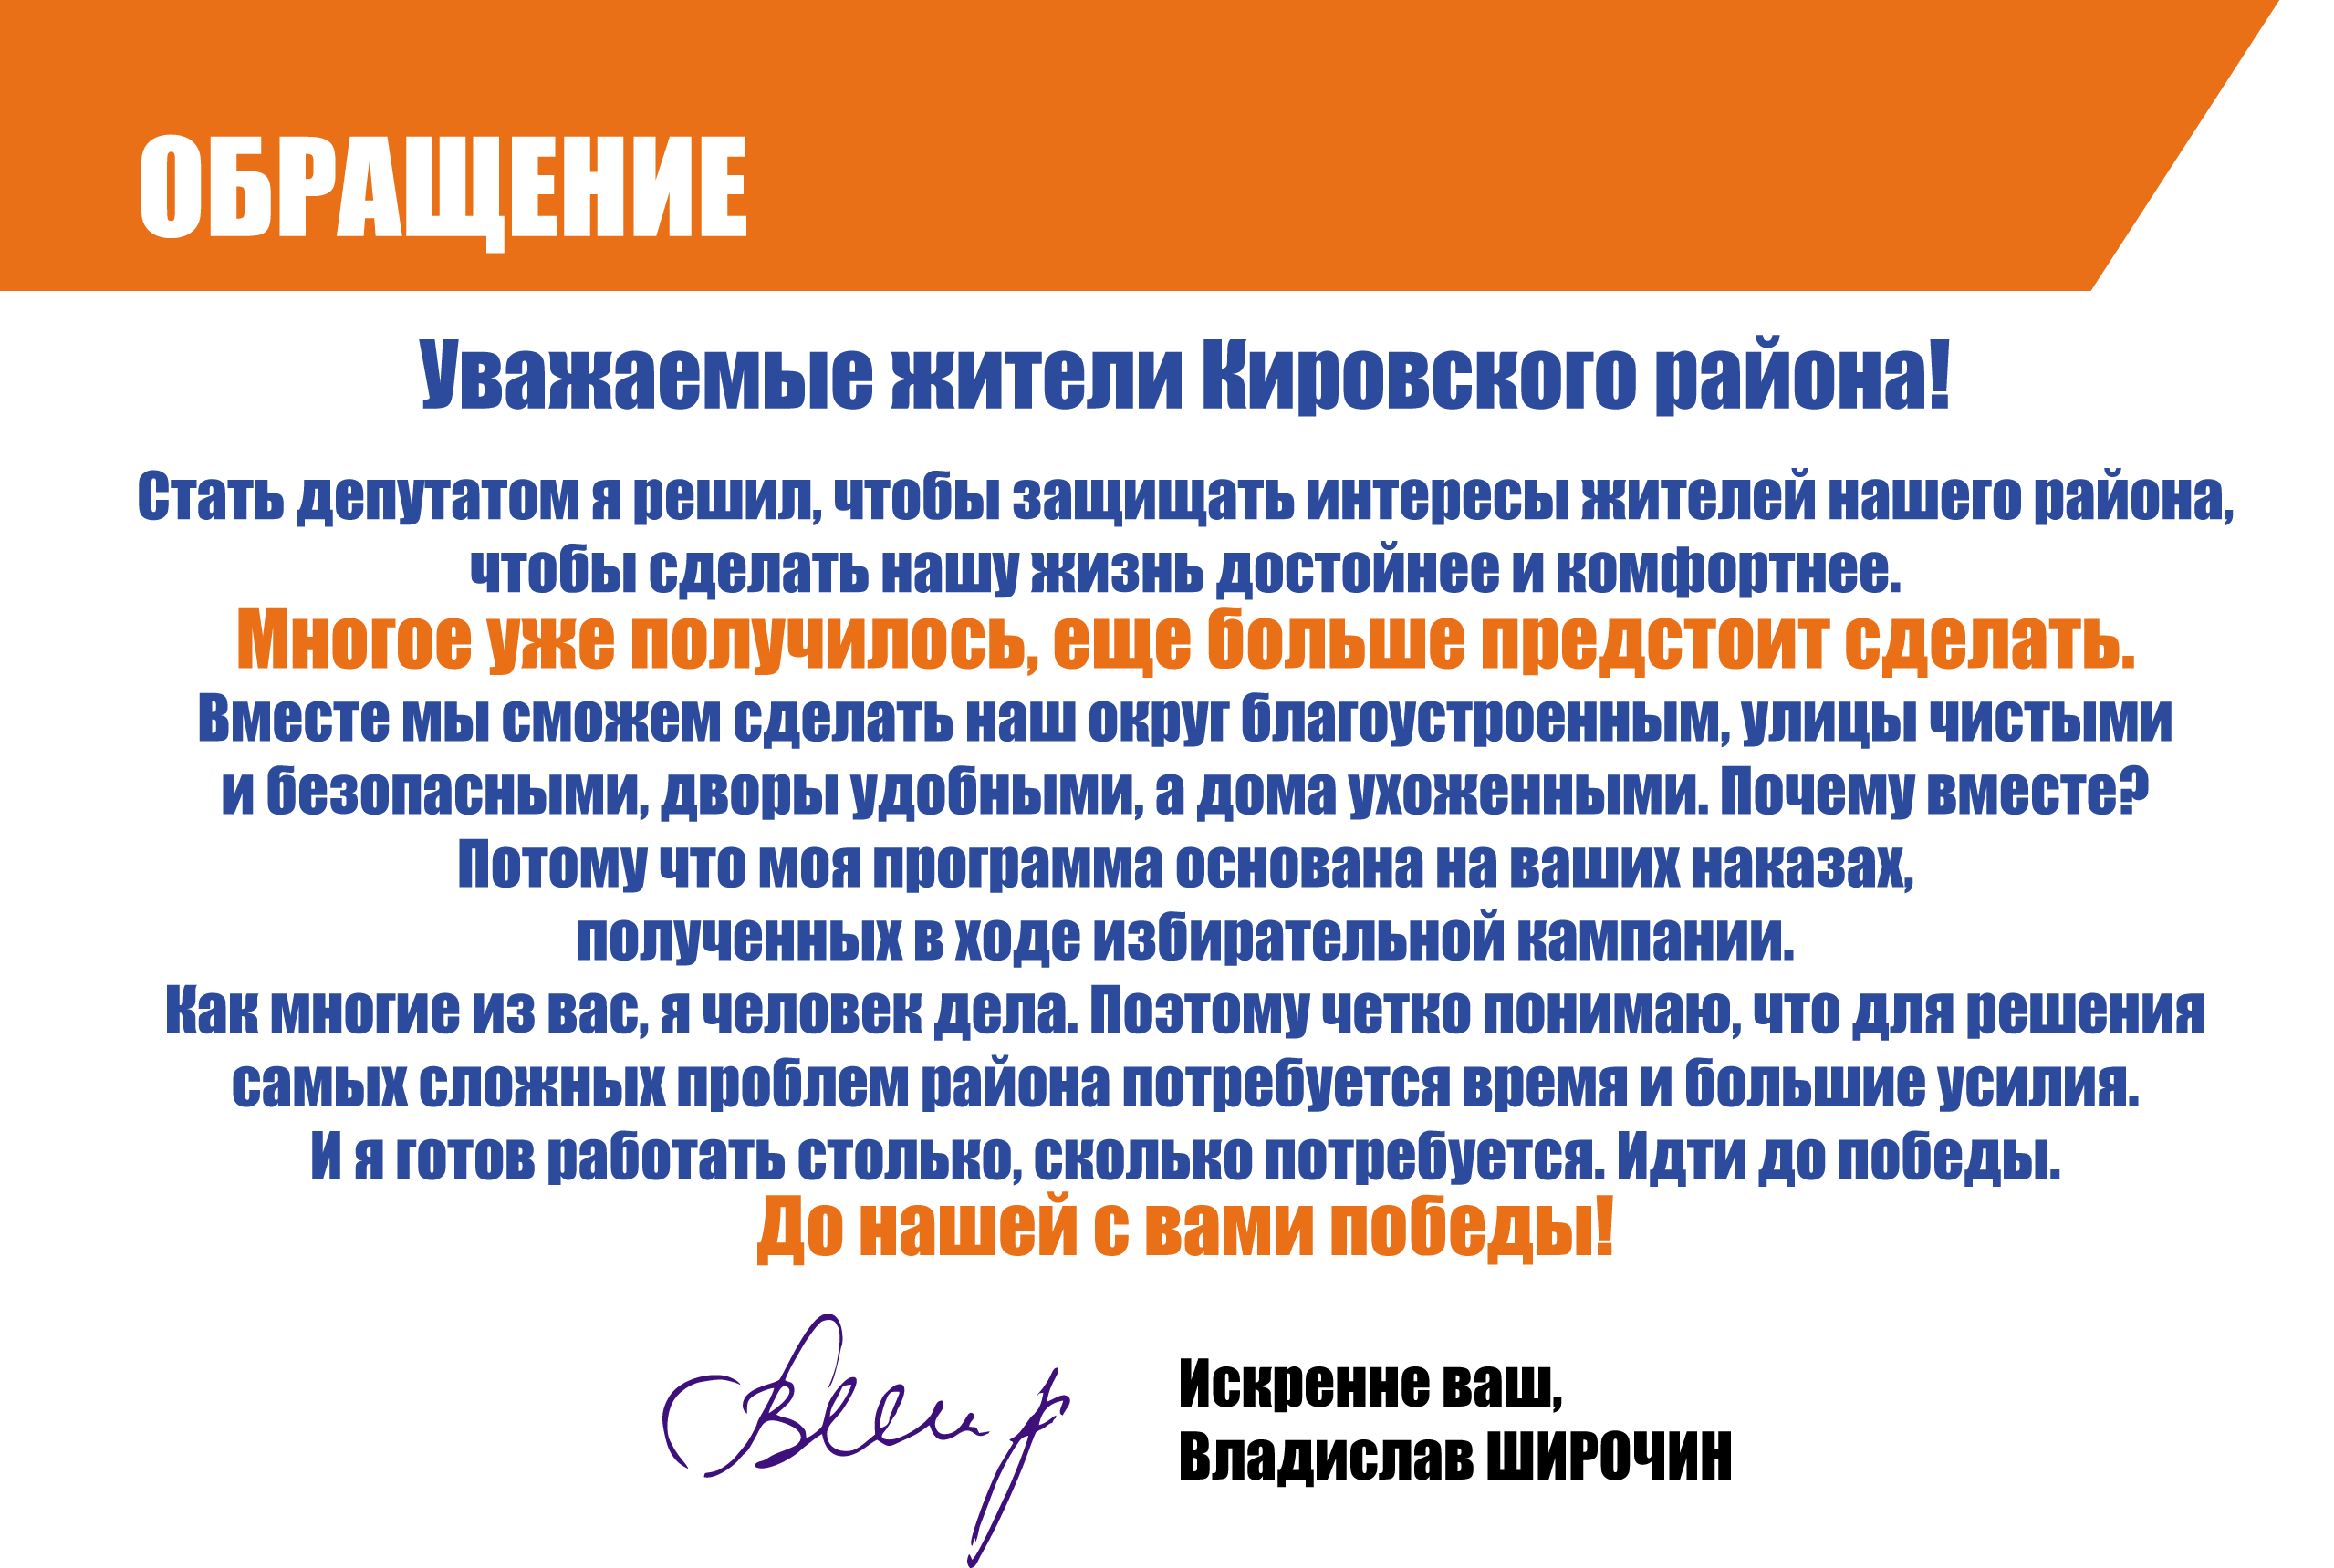 ОБРАЩЕНИЕ
Уважаемые жители Кировского района!
Стать депутатом я решил, чтобы защищать интересы жителей нашего района,
чтобы сделать нашу жизнь достойнее и комфортнее.
Многое уже получилось, еще больше предстоит сделать.
Вместе мы сможем сделать наш округ благоустроенным, улицы чистыми
и безопасными, дворы удобными, а дома ухоженными. Почему вместе?
Потому что моя программа основана на ваших наказах,
полученных в ходе избирательной кампании.
Как многие из вас, я человек дела. Поэтому четко понимаю, что для решения
самых сложных проблем района потребуется время и большие усилия.
И я готов работать столько, сколько потребуется. Идти до победы.
До нашей с вами победы!
Искренне ваш,
Владислав ШИРОЧИН